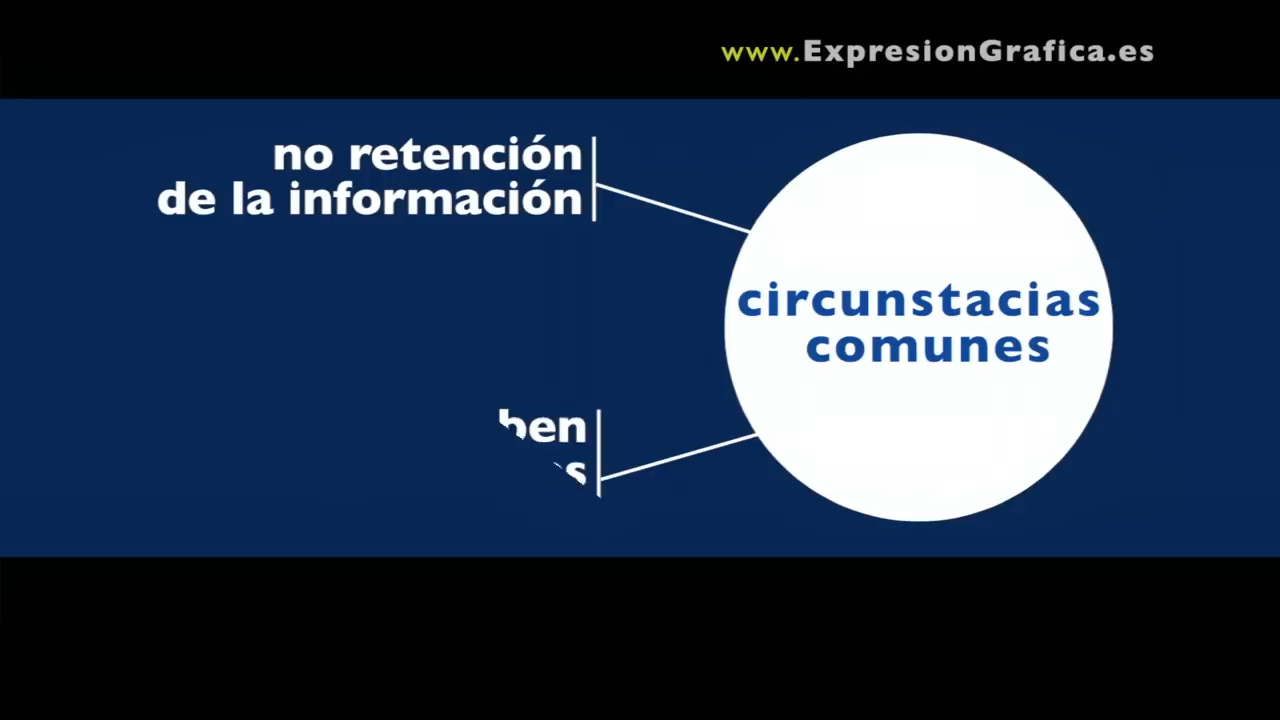 www.ExpresionGrafica.es
no retención
de la información
circunstacias
comunes